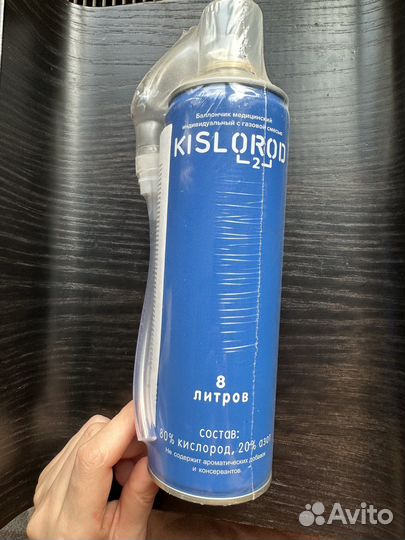 Баллончик медицинский
индивидуальный с газовой смесью
KISLOROD
2
8
литров
состав:
80% кислород, 20% азот
Не содержит ароматических добавок
и консервантов.
Avito